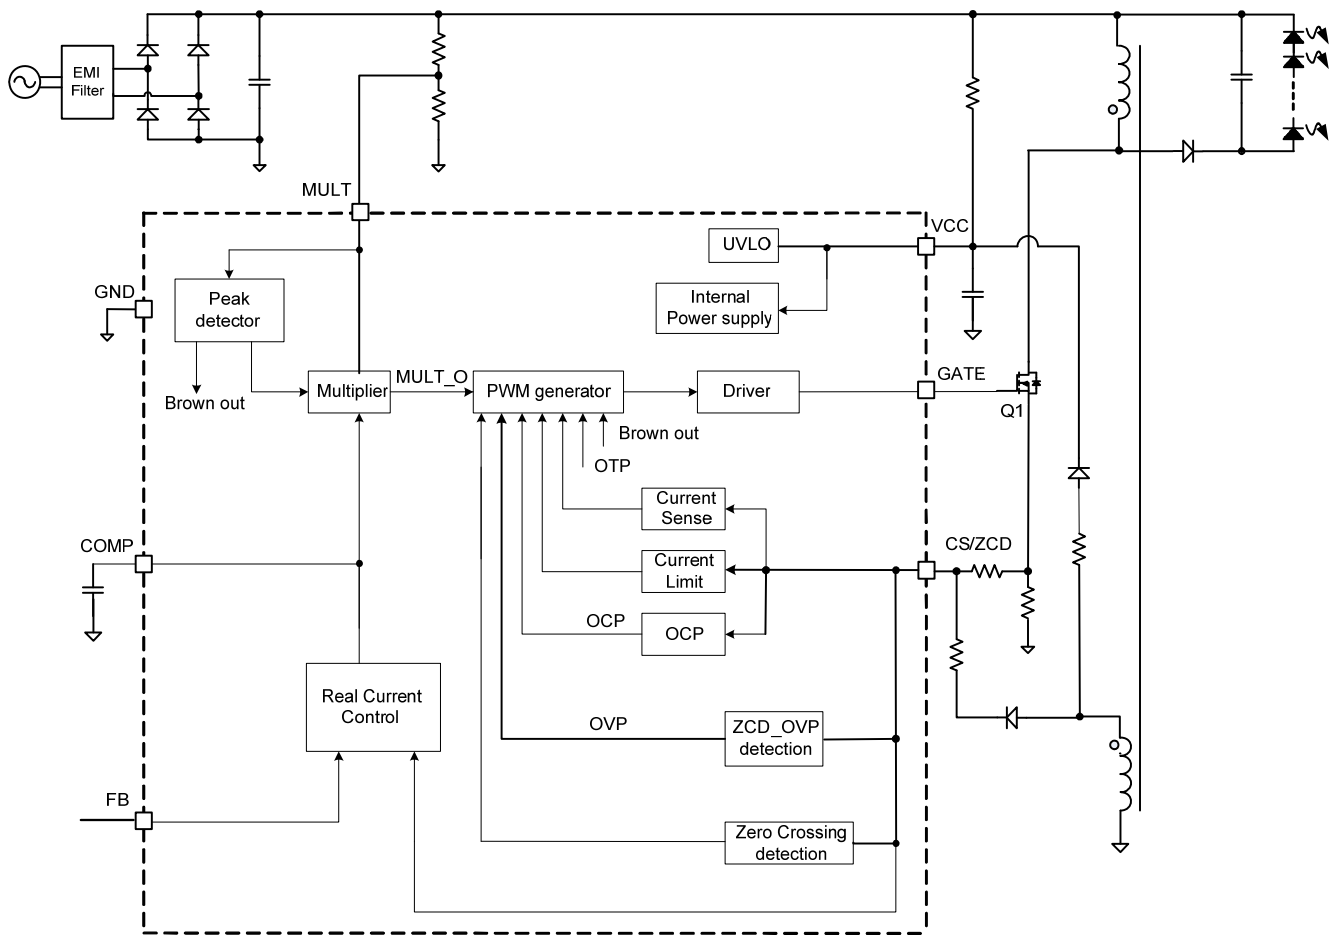 EMI
Filter
MULT
VCC
UVLO
GND
Peak
detector
Internal
Power supply
Multiplier
MULT_O
PWM generator
Driver
GATE
Q1
Brown out
Brown out
OTP
Current
Sense
COMP
CS/ZCD
Current
Limit
OCP
OCP
Real Current
Control
OVP
ZCD_OVP
detection
FB
Zero Crossing
detection